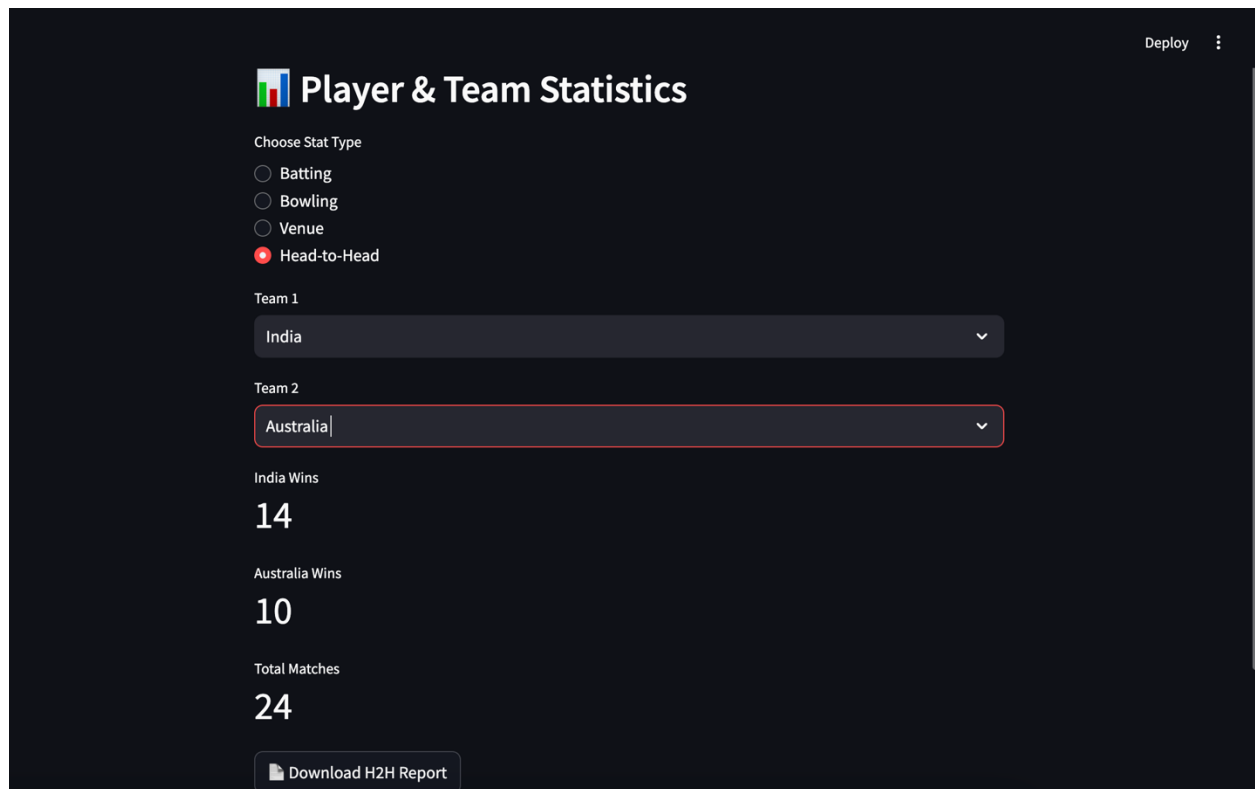 Deploy
📊 Player & Team Statistics
Choose Stat Type
Batting
Bowling
Venue
Head-to-Head
Team 1
India
Team 2
Australia
India Wins
14
Australia Wins
10
Total Matches
24
Download H2H Report